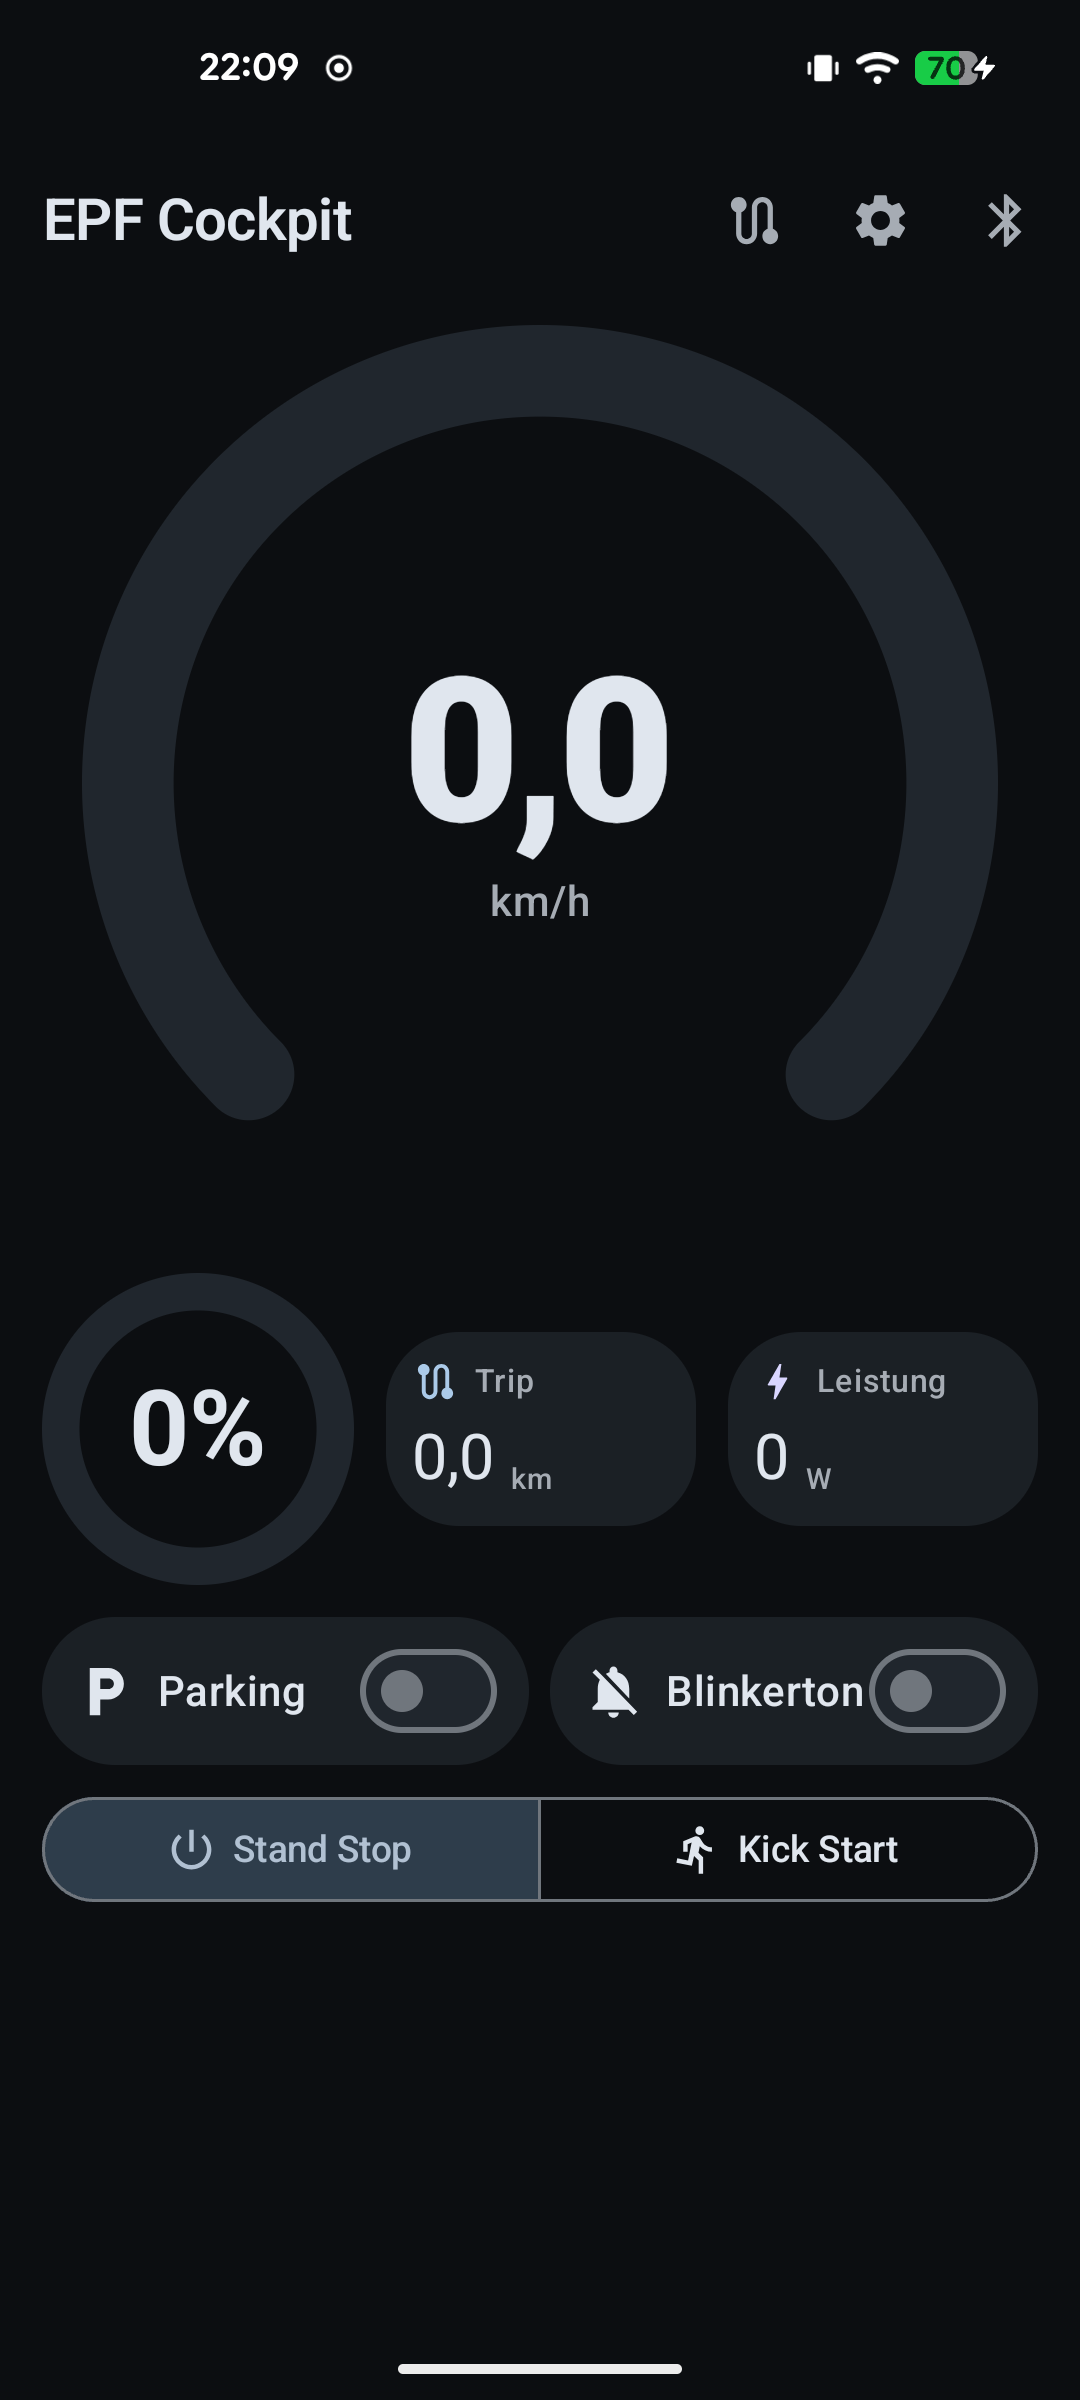 22:09
70
EPF Cockpit
0,0
km/h
0%
Trip
0,0 km
Leistung
0 W
P Parking
Blinkerton
Stand Stop
Kick Start